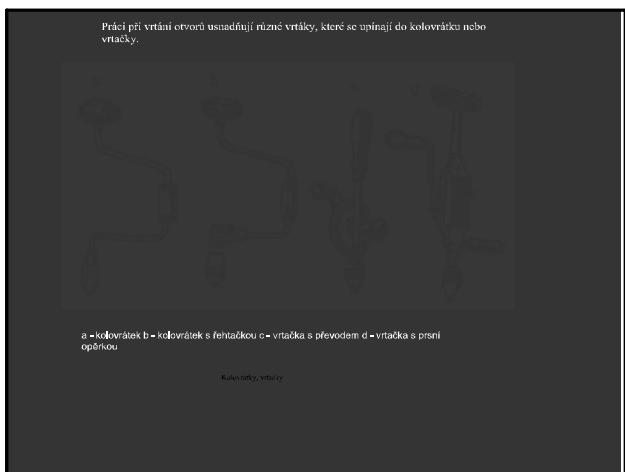 Práci při vrtání otvorů usnadňují různé vrtáky, které se upínají do kolovrátku nebo
vrtačky.
a b c d
a - kolovrátek b - kolovrátek s řehtačkou c - vrtačka s převodem d - vrtačka s prsní
opěrkou
Kolovrátky, vrtačky